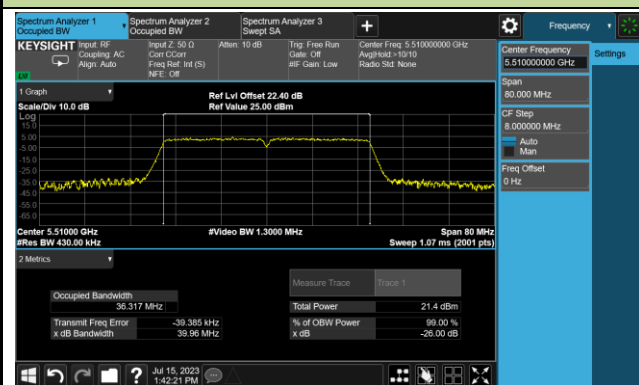 Spectrum Analyzer 1
Occupied BW
Spectrum Analyzer 2
Occupied BW
Spectrum Analyzer 3
Swept SA
Frequency
KEYSIGHT
Input: RF
Coupling: AC
Align: Auto
Input Z: 50 Ω
Corr CCorr
Freq Ref: Int (S)
NFE: Off
Atten: 10 dB
Trig: Free Run
Gate: Off
#IF Gain: Low
Center Freq: 5.510000000 GHz
Avg|Hold:>10/10
Radio Std: None
LXI
Center Frequency
5.510000000 GHz
Settings
Span
80.000 MHz
CF Step
8.000000 MHz
Auto
Man
Freq Offset
0 Hz
1 Graph
Scale/Div 10.0 dB
Ref Lvl Offset 22.40 dB
Ref Value 25.00 dBm
Log
15.0
5.00
-5.00
-15.0
-25.0
-35.0
-45.0
-55.0
-65.0
Center 5.51000 GHz
#Res BW 430.00 kHz
#Video BW 1.3000 MHz
Span 80 MHz
Sweep 1.07 ms (2001 pts)
2 Metrics
Measure Trace
Trace 1
Occupied Bandwidth
36.317 MHz
Total Power
21.4 dBm
Transmit Freq Error
-39.385 kHz
% of OBW Power
99.00 %
x dB Bandwidth
39.96 MHz
x dB
-26.00 dB
Jul 15, 2023
1:42:21 PM